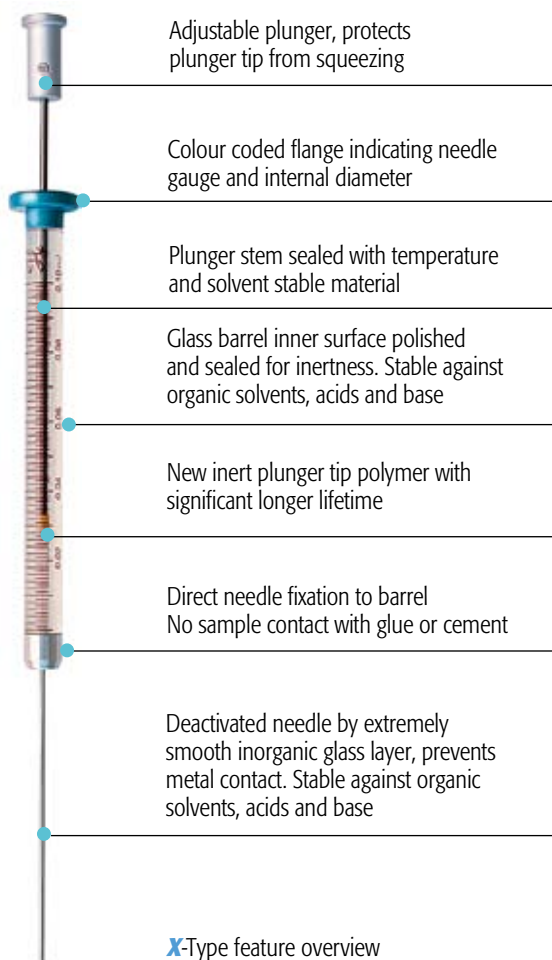 Adjustable plunger, protects
plunger tip from squeezing
Colour coded flange indicating needle
gauge and internal diameter
Plunger stem sealed with temperature
and solvent stable material
Glass barrel inner surface polished
and sealed for inertness. Stable against
organic solvents, acids and base
New inert plunger tip polymer with
significant longer lifetime
Direct needle fixation to barrel
No sample contact with glue or cement
Deactivated needle by extremely
smooth inorganic glass layer, prevents
metal contact. Stable against organic
solvents, acids and base
X-Type feature overview